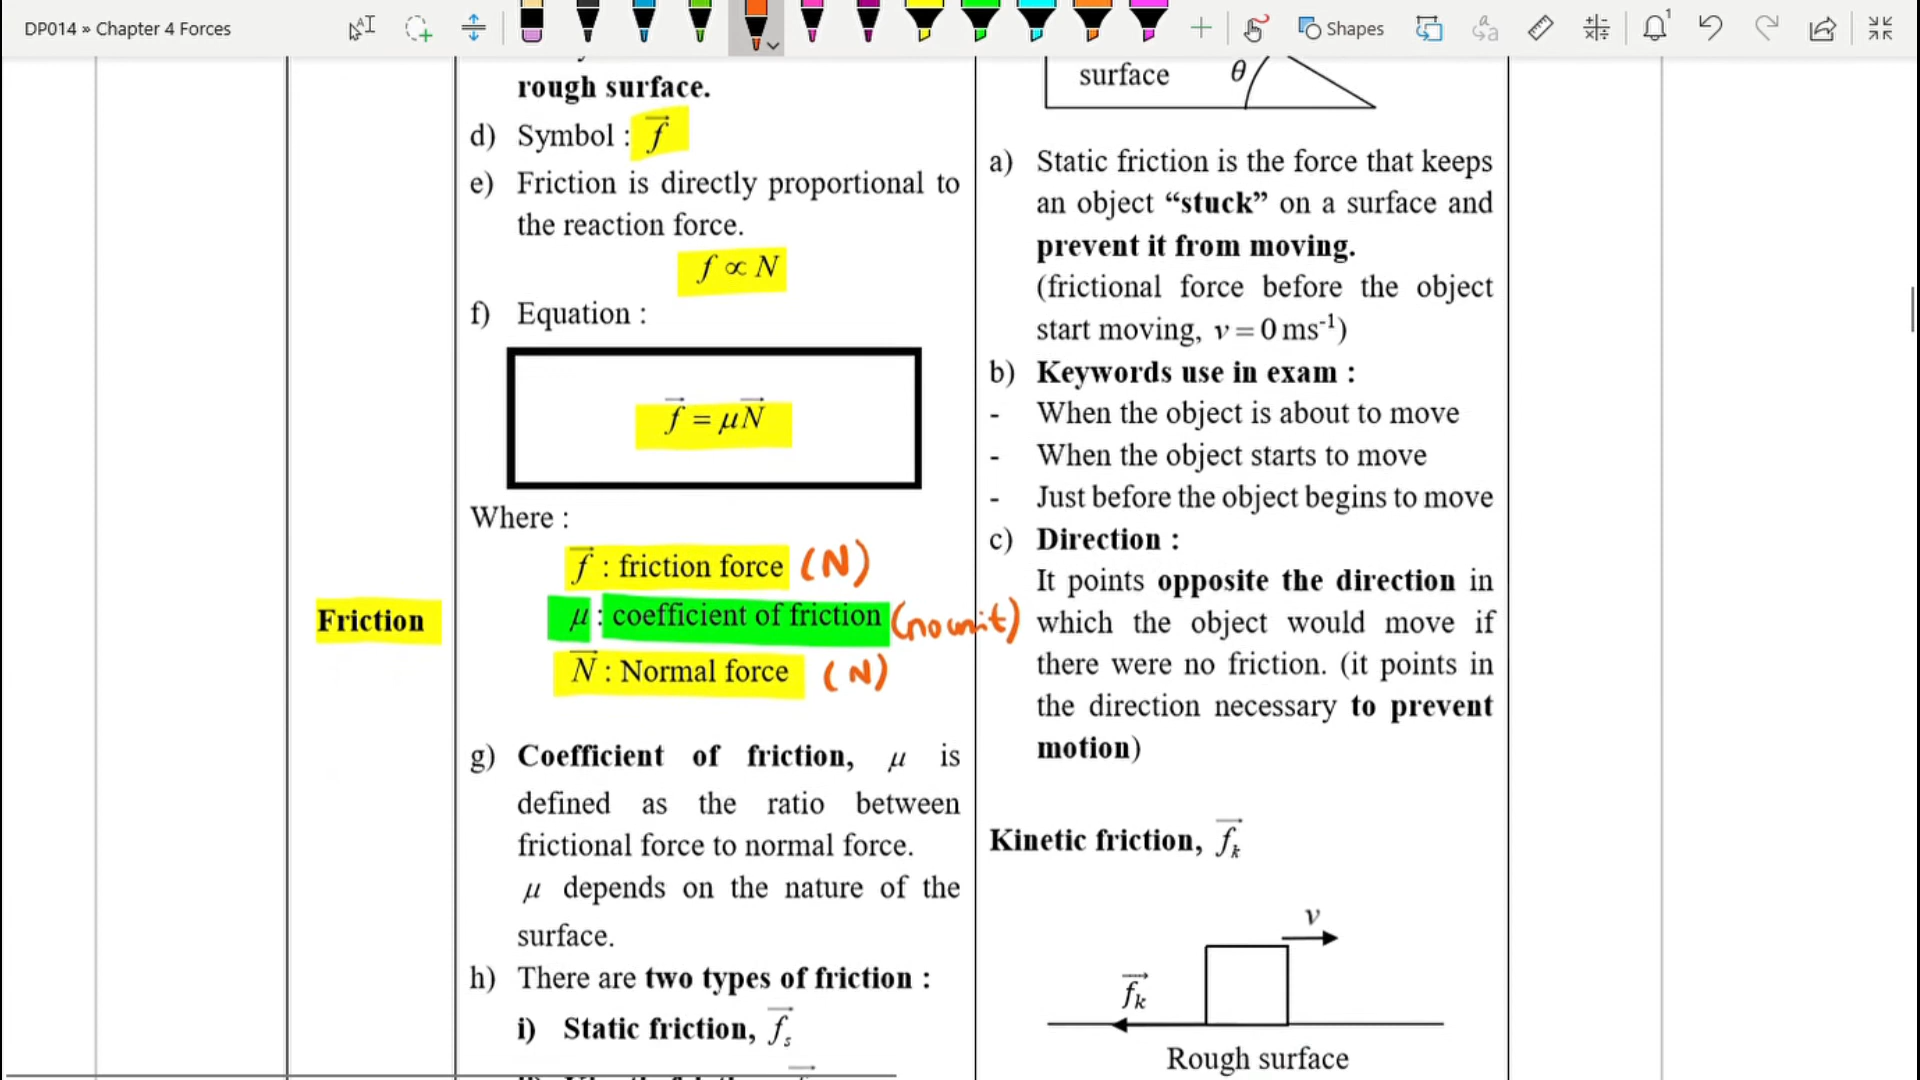 DP014 » Chapter 4 Forces
Shapes
1
rough surface.
d) Symbol : f
e) Friction is directly proportional to
the reaction force.
f ∝ N
f) Equation :
f = μN
Where :
f : friction force (N)
μ : coefficient of friction (no unit)
N : Normal force (N)
Friction
g) Coefficient of friction, μ is
defined as the ratio between
frictional force to normal force.
μ depends on the nature of the
surface.
h) There are two types of friction :
i) Static friction, fs
surface θ
a) Static friction is the force that keeps
an object “stuck” on a surface and
prevent it from moving.
(frictional force before the object
start moving, v = 0 ms-1)
b) Keywords use in exam :
- When the object is about to move
- When the object starts to move
- Just before the object begins to move
c) Direction :
It points opposite the direction in
which the object would move if
there were no friction. (it points in
the direction necessary to prevent
motion)
Kinetic friction, fk
v
fk
Rough surface